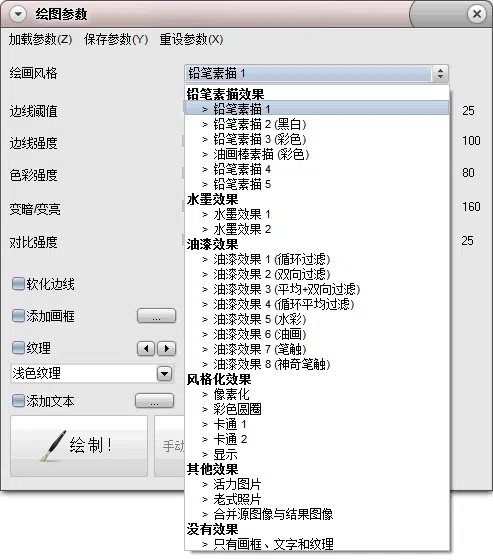 绘图参数
加载参数(Z) 保存参数(Y) 重设参数(X)
绘画风格 铅笔素描 1
铅笔素描效果
> 铅笔素描 1
> 铅笔素描 2 (黑白)
> 铅笔素描 3 (彩色)
> 油画棒素描 (彩色)
> 铅笔素描 4
> 铅笔素描 5
水墨效果
> 水墨效果 1
> 水墨效果 2
油漆效果
> 油漆效果 1 (循环过滤)
> 油漆效果 2 (双向过滤)
> 油漆效果 3 (平均+双向过滤)
> 油漆效果 4 (循环平均过滤)
> 油漆效果 5 (水彩)
> 油漆效果 6 (油画)
> 油漆效果 7 (笔触)
> 油漆效果 8 (神奇笔触)
风格化效果
> 像素化
> 彩色圆圈
> 卡通 1
> 卡通 2
> 显示
其他效果
> 活力图片
> 老式照片
> 合并源图像与结果图像
没有效果
> 只有画框、文字和纹理
边线阈值 25
边线强度 100
色彩强度 80
变暗/变亮 160
对比强度 25
软化边线
添加画框 ...
纹理
浅色纹理
添加文本 ...
绘制!
手动